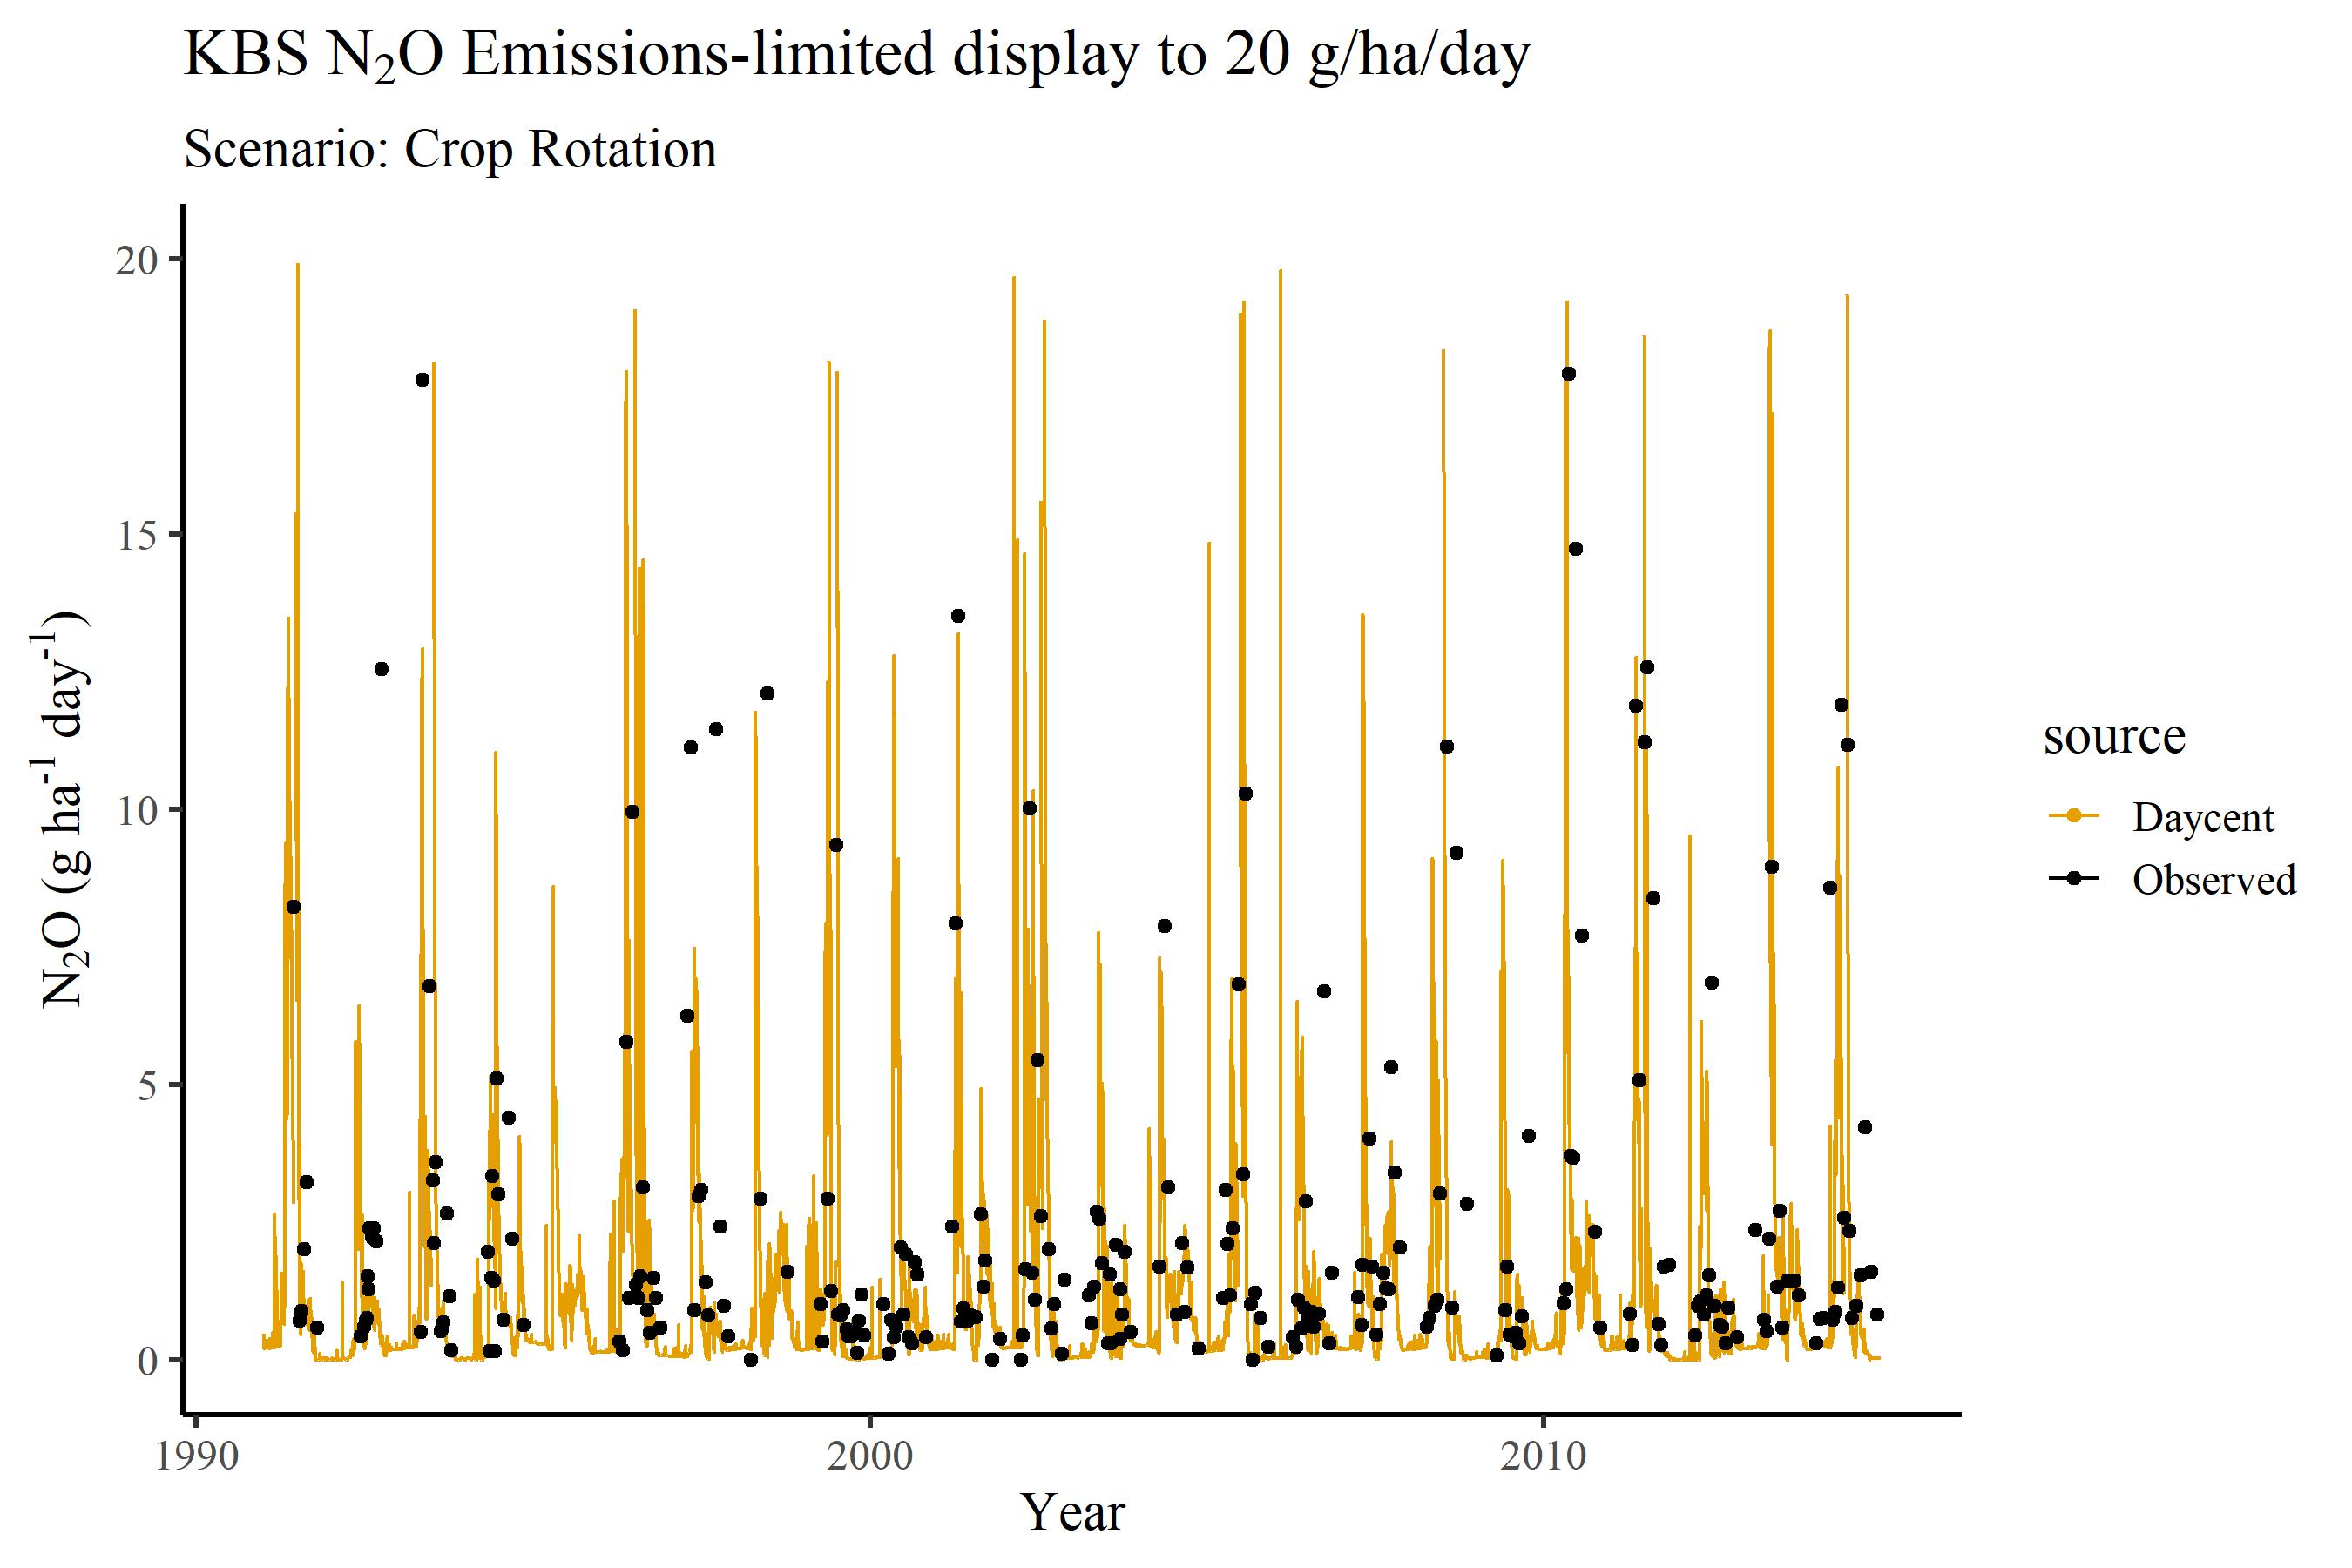 KBS N₂O Emissions-limited display to 20 g/ha/day
Scenario: Crop Rotation
20
15
10
5
0
N₂O (g ha⁻¹ day⁻¹)
1990 2000 2010
Year
source
Daycent
Observed